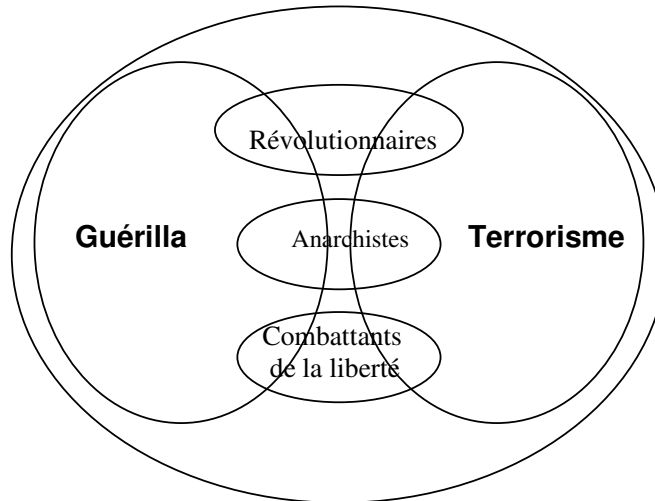 Révolutionnaires
Guérilla
Anarchistes
Terrorisme
Combattants
de la liberté